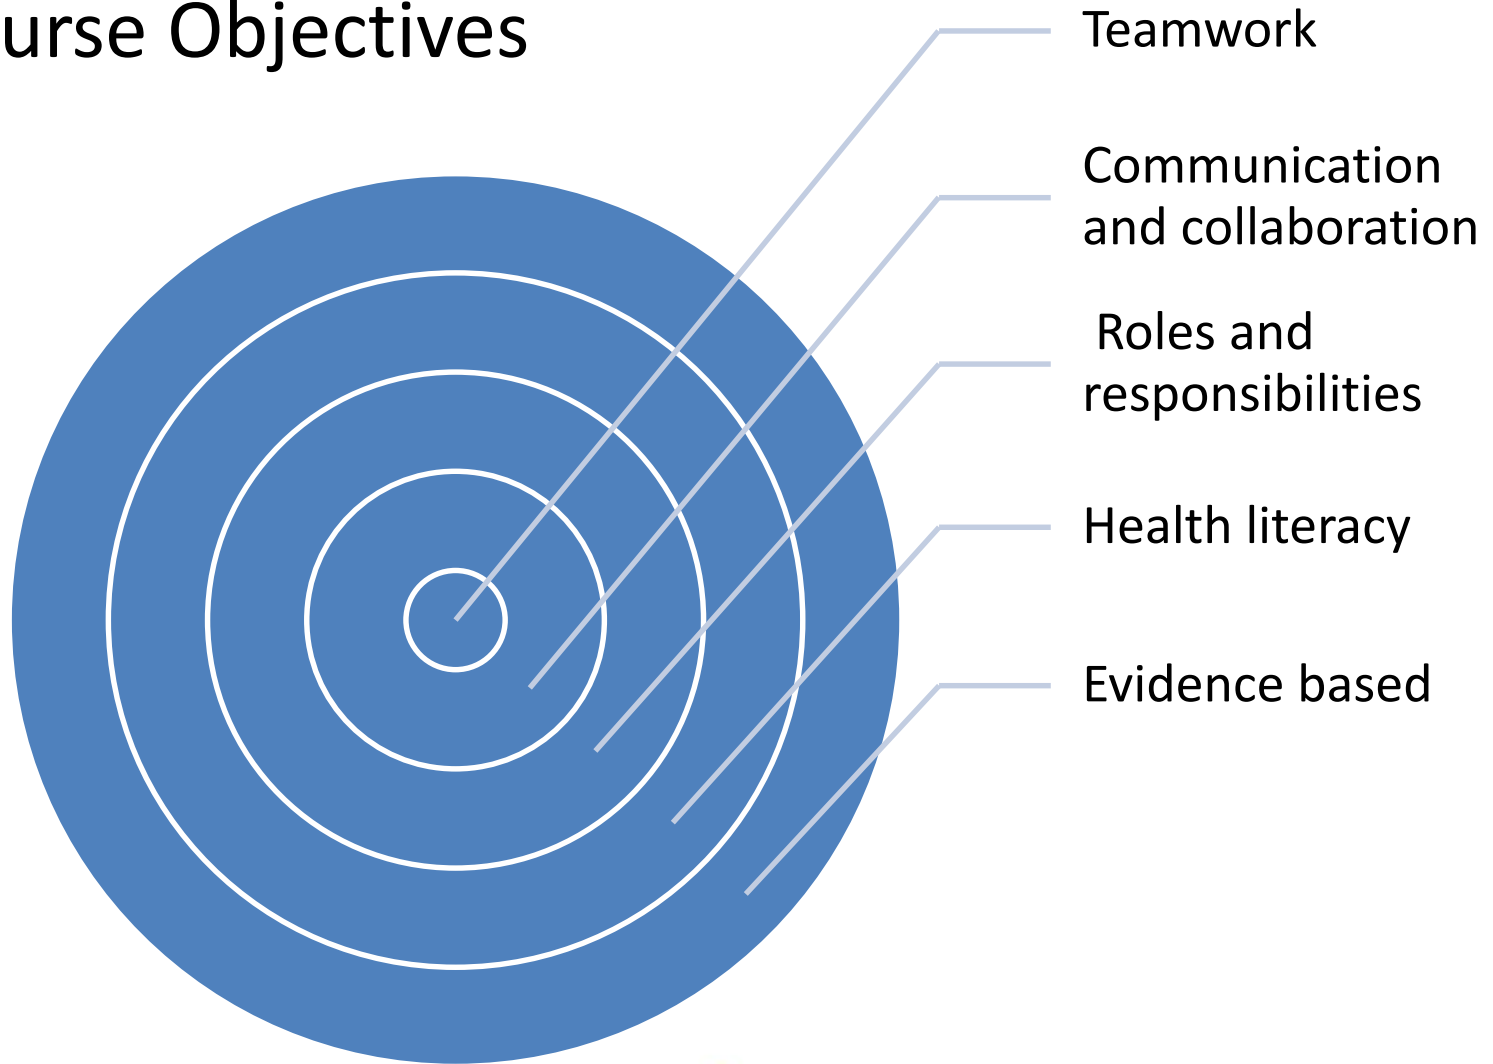 urse Objectives
Teamwork
Communication
and collaboration
Roles and
responsibilities
Health literacy
Evidence based